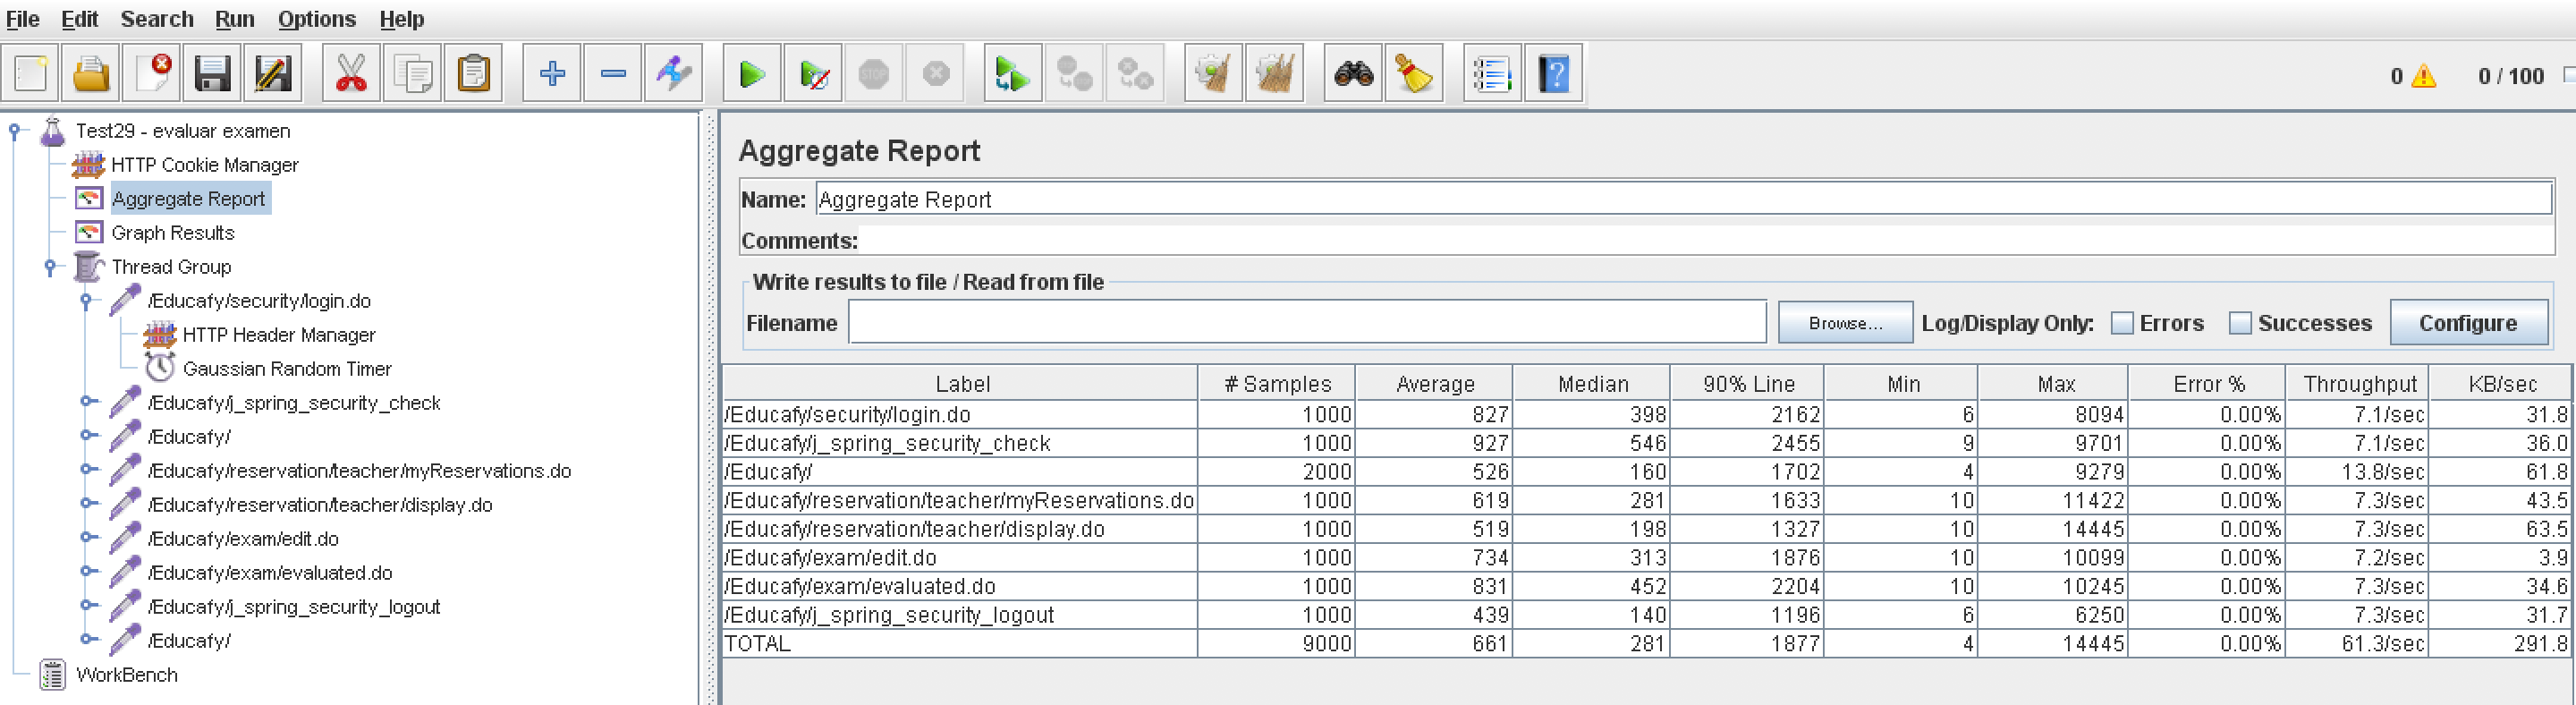 File Edit Search Run Options Help
STOP
0 0 / 100
Test29 - evaluar examen
HTTP Cookie Manager
Aggregate Report
Graph Results
Thread Group
/Educafy/security/login.do
HTTP Header Manager
Gaussian Random Timer
/Educafy/j_spring_security_check
/Educafy/
/Educafy/reservation/teacher/myReservations.do
/Educafy/reservation/teacher/display.do
/Educafy/exam/edit.do
/Educafy/exam/evaluated.do
/Educafy/j_spring_security_logout
/Educafy/
WorkBench
Aggregate Report
Name: Aggregate Report
Comments:
Write results to file / Read from file
Filename Browse... Log/Display Only: Errors Successes Configure
Label # Samples Average Median 90% Line Min Max Error % Throughput KB/sec
/Educafy/security/login.do 1000 827 398 2162 6 8094 0.00% 7.1/sec 31.8
/Educafy/j_spring_security_check 1000 927 546 2455 9 9701 0.00% 7.1/sec 36.0
/Educafy/ 2000 526 160 1702 4 9279 0.00% 13.8/sec 61.8
/Educafy/reservation/teacher/myReservations.do 1000 619 281 1633 10 11422 0.00% 7.3/sec 43.5
/Educafy/reservation/teacher/display.do 1000 519 198 1327 10 14445 0.00% 7.3/sec 63.5
/Educafy/exam/edit.do 1000 734 313 1876 10 10099 0.00% 7.2/sec 3.9
/Educafy/exam/evaluated.do 1000 831 452 2204 10 10245 0.00% 7.3/sec 34.6
/Educafy/j_spring_security_logout 1000 439 140 1196 6 6250 0.00% 7.3/sec 31.7
TOTAL 9000 661 281 1877 4 14445 0.00% 61.3/sec 291.8